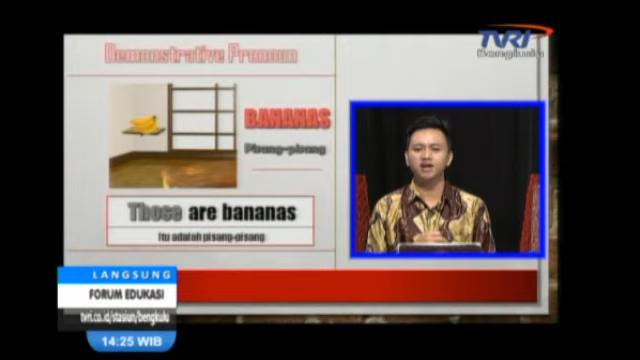 Demonstrative Pronoun
TVRI
Bengkulu
BANANAS
Pisang-pisang
Those are bananas
Itu adalah pisang-pisang
LANGSUNG
FORUM EDUKASI
tvri.co.id/stasiun/bengkulu
14:25 WIB